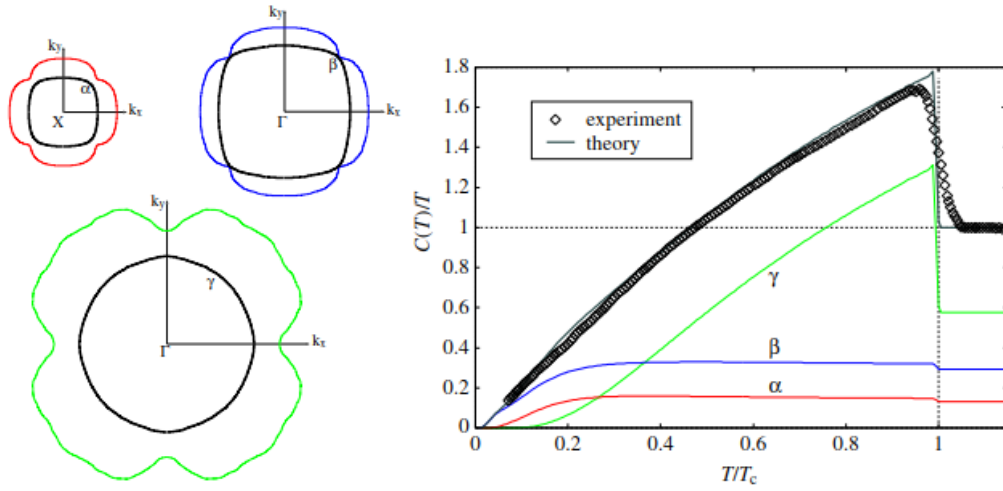 ky
α
X
kx
ky
β
Γ
kx
ky
γ
Γ
kx
1.8
1.6
1.4
1.2
1
0.8
0.6
0.4
0.2
0
C(T)/T
experiment
theory
γ
β
α
0
0.2
0.4
0.6
0.8
1
T/Tc